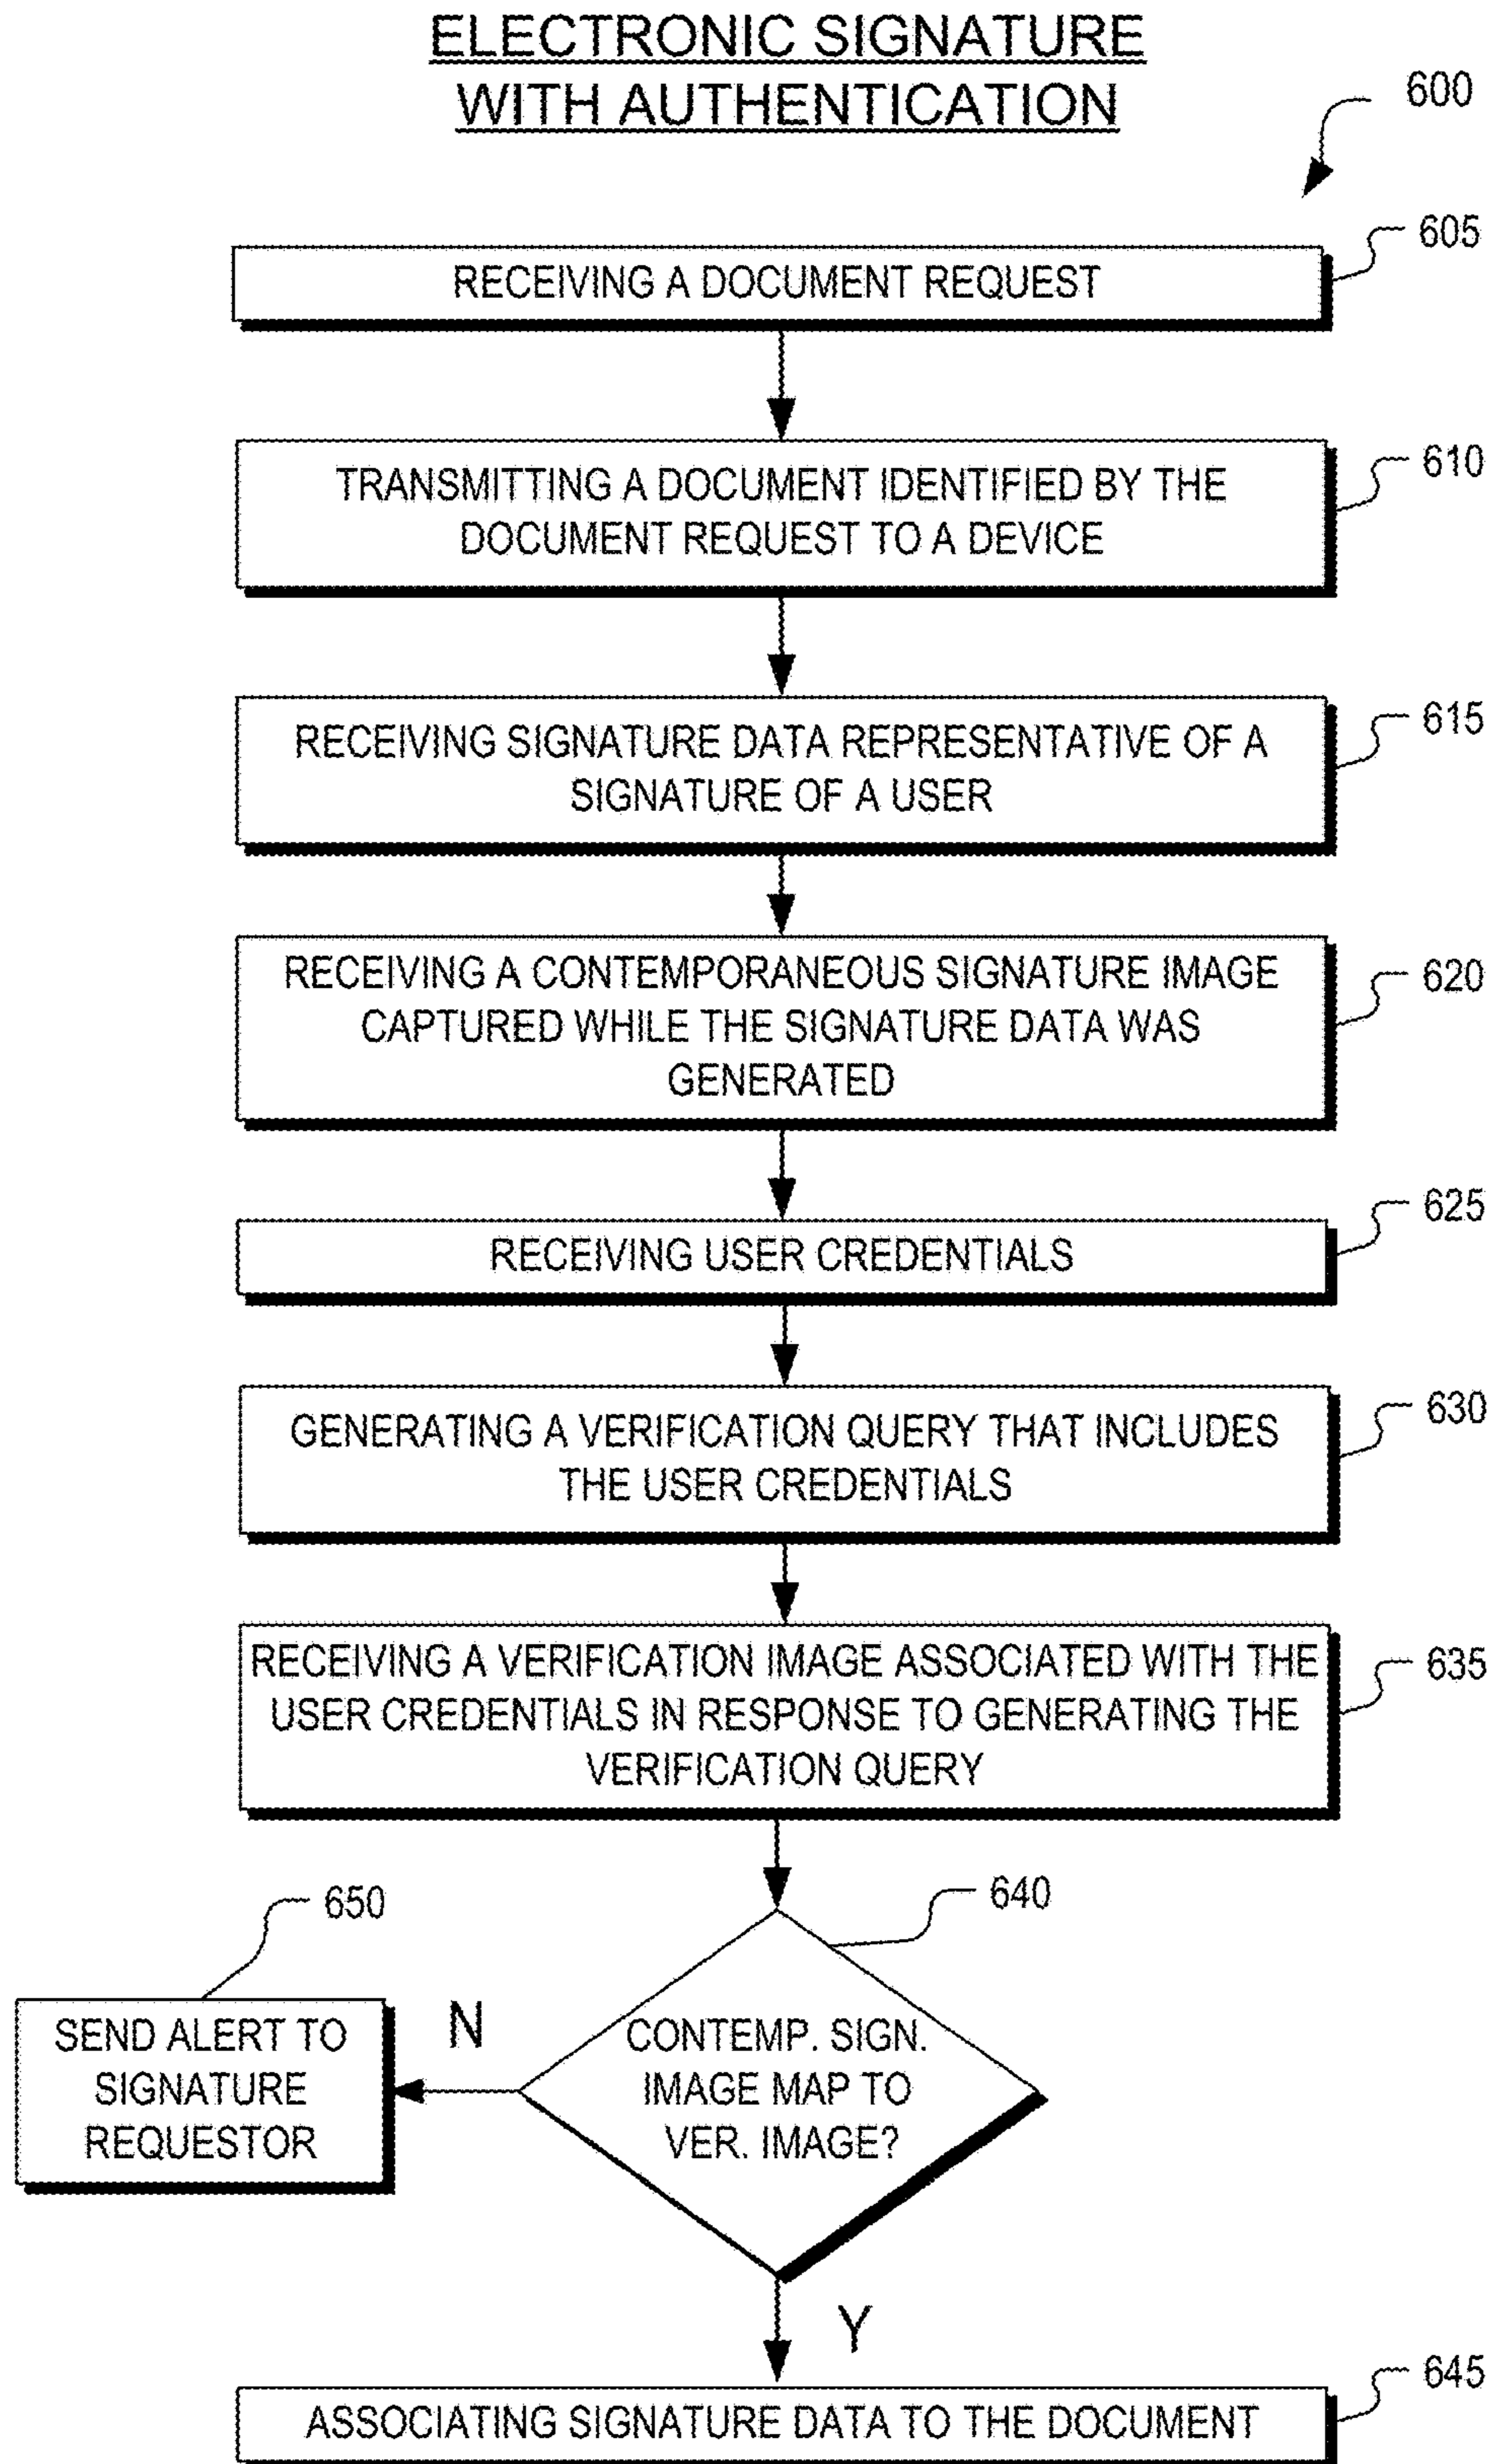 ELECTRONIC SIGNATURE
WITH AUTHENTICATION
600
605
RECEIVING A DOCUMENT REQUEST
610
TRANSMITTING A DOCUMENT IDENTIFIED BY THE
DOCUMENT REQUEST TO A DEVICE
615
RECEIVING SIGNATURE DATA REPRESENTATIVE OF A
SIGNATURE OF A USER
620
RECEIVING A CONTEMPORANEOUS SIGNATURE IMAGE
CAPTURED WHILE THE SIGNATURE DATA WAS
GENERATED
625
RECEIVING USER CREDENTIALS
630
GENERATING A VERIFICATION QUERY THAT INCLUDES
THE USER CREDENTIALS
635
RECEIVING A VERIFICATION IMAGE ASSOCIATED WITH THE
USER CREDENTIALS IN RESPONSE TO GENERATING THE
VERIFICATION QUERY
640
CONTEMP. SIGN.
IMAGE MAP TO
VER. IMAGE?
N
650
SEND ALERT TO
SIGNATURE
REQUESTOR
Y
645
ASSOCIATING SIGNATURE DATA TO THE DOCUMENT